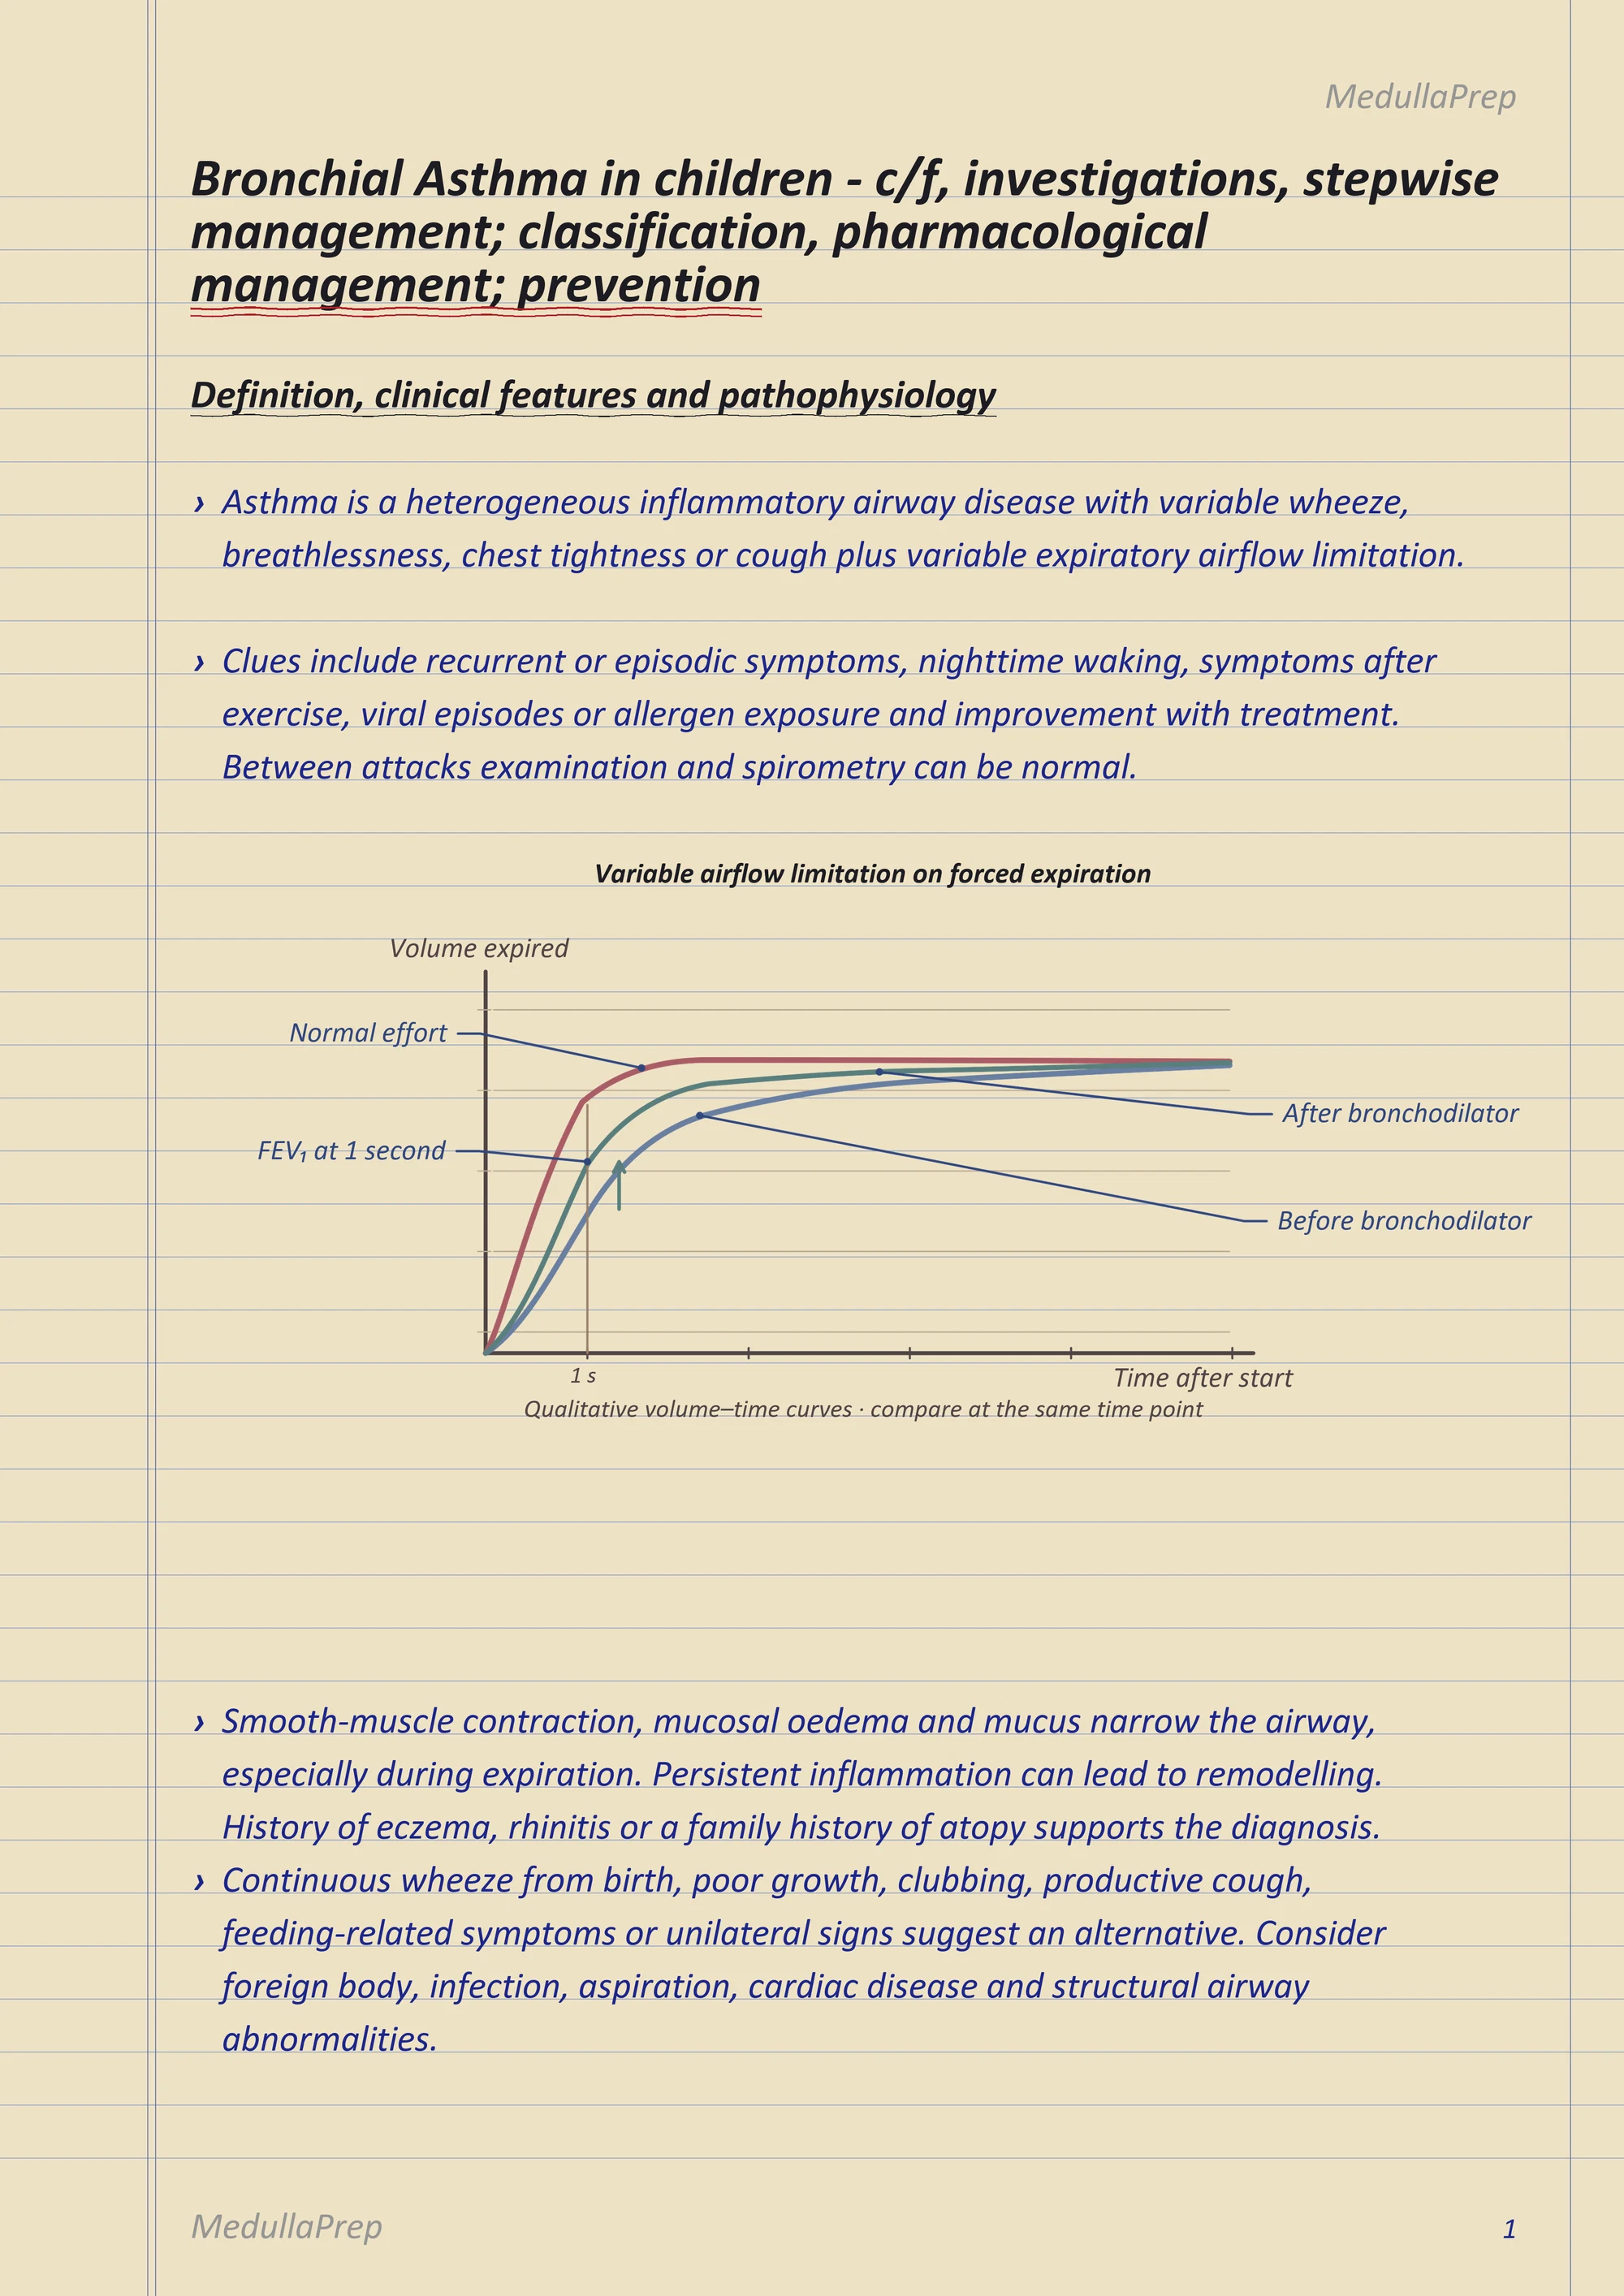 MedullaPrep
Bronchial Asthma in children - c/f, investigations, stepwise
management; classification, pharmacological
management; prevention
Definition, clinical features and pathophysiology
› Asthma is a heterogeneous inflammatory airway disease with variable wheeze,
breathlessness, chest tightness or cough plus variable expiratory airflow limitation.
› Clues include recurrent or episodic symptoms, nighttime waking, symptoms after
exercise, viral episodes or allergen exposure and improvement with treatment.
Between attacks examination and spirometry can be normal.
Variable airflow limitation on forced expiration
Volume expired
Normal effort
After bronchodilator
FEV₁ at 1 second
Before bronchodilator
1 s
Time after start
Qualitative volume–time curves · compare at the same time point
› Smooth-muscle contraction, mucosal oedema and mucus narrow the airway,
especially during expiration. Persistent inflammation can lead to remodelling.
History of eczema, rhinitis or a family history of atopy supports the diagnosis.
› Continuous wheeze from birth, poor growth, clubbing, productive cough,
feeding-related symptoms or unilateral signs suggest an alternative. Consider
foreign body, infection, aspiration, cardiac disease and structural airway
abnormalities.
MedullaPrep
1